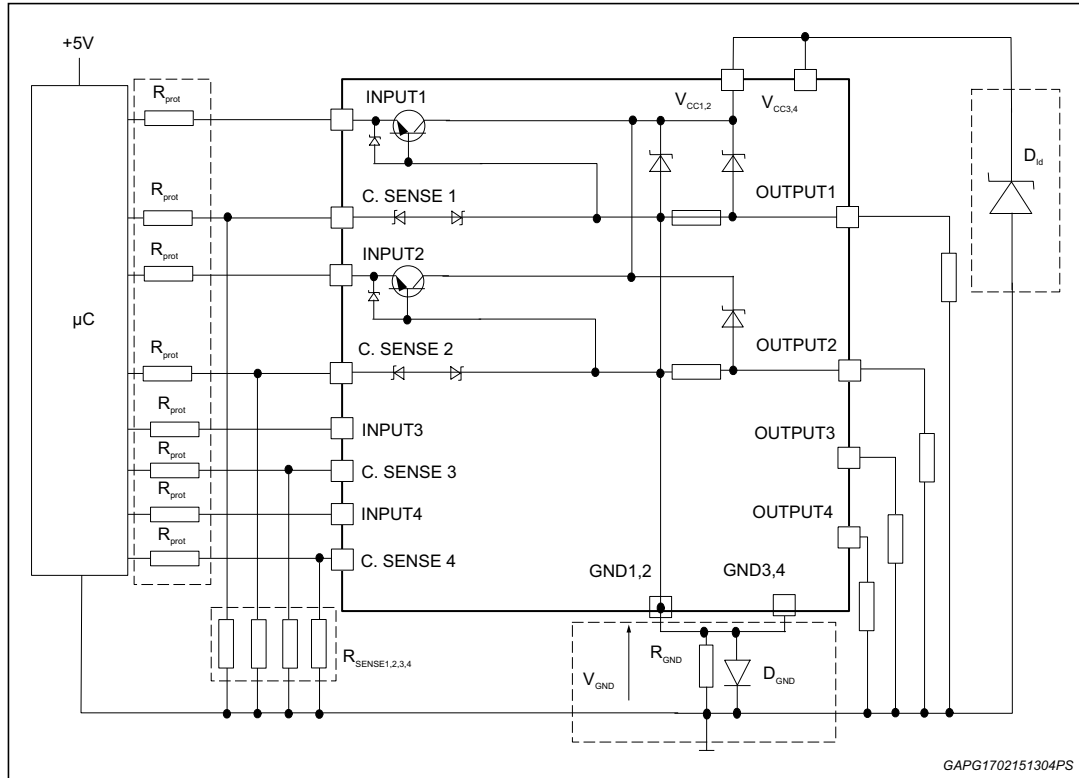 +5V
µC
Rprot
Rprot
Rprot
Rprot
Rprot
Rprot
Rprot
Rprot
INPUT1
C. SENSE 1
INPUT2
C. SENSE 2
INPUT3
C. SENSE 3
INPUT4
C. SENSE 4
VCC1,2
VCC3,4
OUTPUT1
OUTPUT2
OUTPUT3
OUTPUT4
Dld
GND1,2
GND3,4
RSENSE1,2,3,4
VGND
RGND
DGND
GAPG1702151304PS